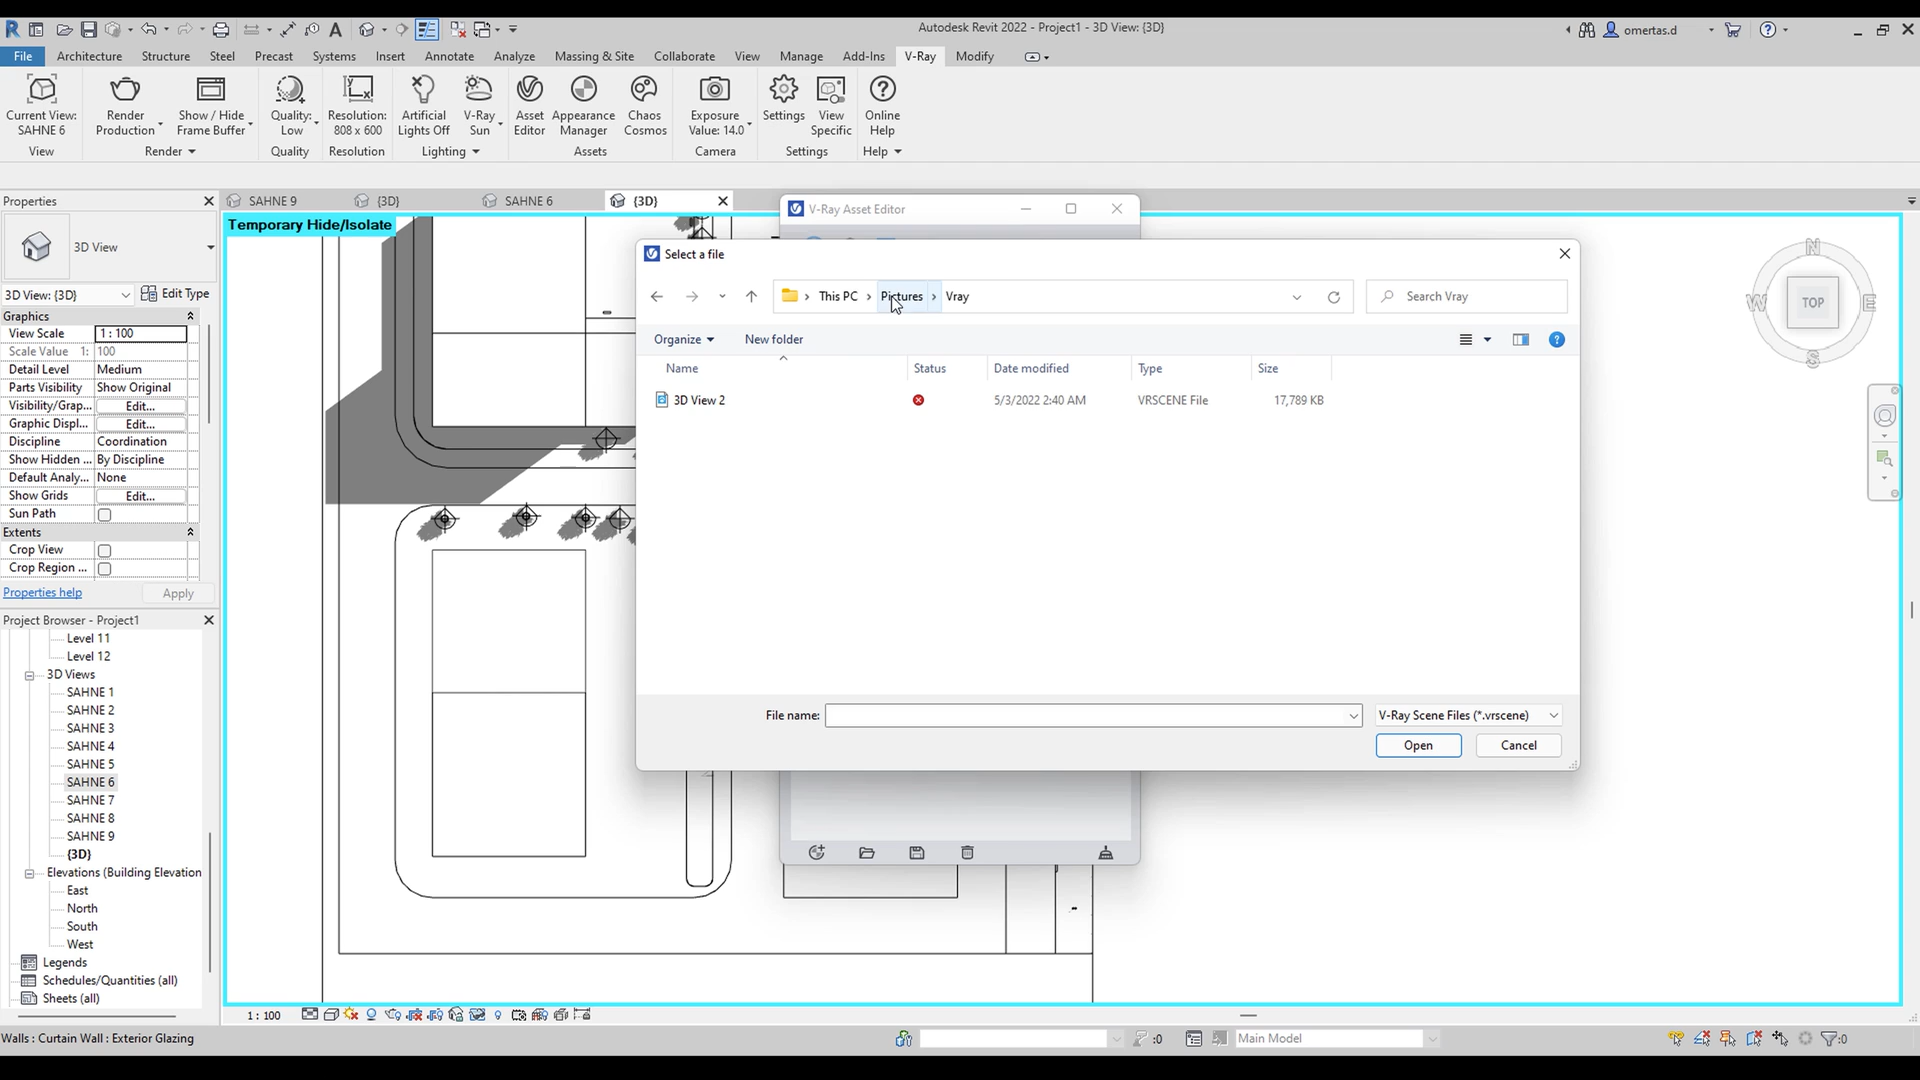 Autodesk Revit 2022 - Project1 - 3D View: {3D}
omertas.d
File Architecture Structure Steel Precast Systems Insert Annotate Analyze Massing & Site Collaborate View Manage Add-Ins V-Ray Modify
Current View: SAHNE 6
Render Production
Show / Hide Frame Buffer
Quality: Low
Resolution: 808 x 600
Artificial Lights Off
V-Ray Sun
Asset Editor
Appearance Manager
Chaos Cosmos
Exposure Value: 14.0
Settings
View Specific
Online Help
View Render Quality Resolution Lighting Assets Camera Settings Help
Properties
SAHNE 9 {3D} SAHNE 6 {3D}
3D View
3D View: {3D} Edit Type
Graphics
View Scale 1 : 100
Scale Value 1: 100
Detail Level Medium
Parts Visibility Show Original
Visibility/Grap... Edit...
Graphic Displ... Edit...
Discipline Coordination
Show Hidden ... By Discipline
Default Analy... None
Show Grids Edit...
Sun Path
Extents
Crop View
Crop Region ...
Properties help Apply
Project Browser - Project1
Level 11
Level 12
3D Views
SAHNE 1
SAHNE 2
SAHNE 3
SAHNE 4
SAHNE 5
SAHNE 6
SAHNE 7
SAHNE 8
SAHNE 9
{3D}
Elevations (Building Elevation
East
North
South
West
Legends
Schedules/Quantities (all)
Sheets (all)
Temporary Hide/Isolate
V-Ray Asset Editor
Select a file
This PC Pictures Vray
Search Vray
Organize New folder
Name Status Date modified Type Size
3D View 2 5/3/2022 2:40 AM VRSCENE File 17,789 KB
File name: V-Ray Scene Files (*.vrscene)
Open Cancel
N
W TOP E
S
1 : 100
Walls : Curtain Wall : Exterior Glazing
:0
Main Model
:0